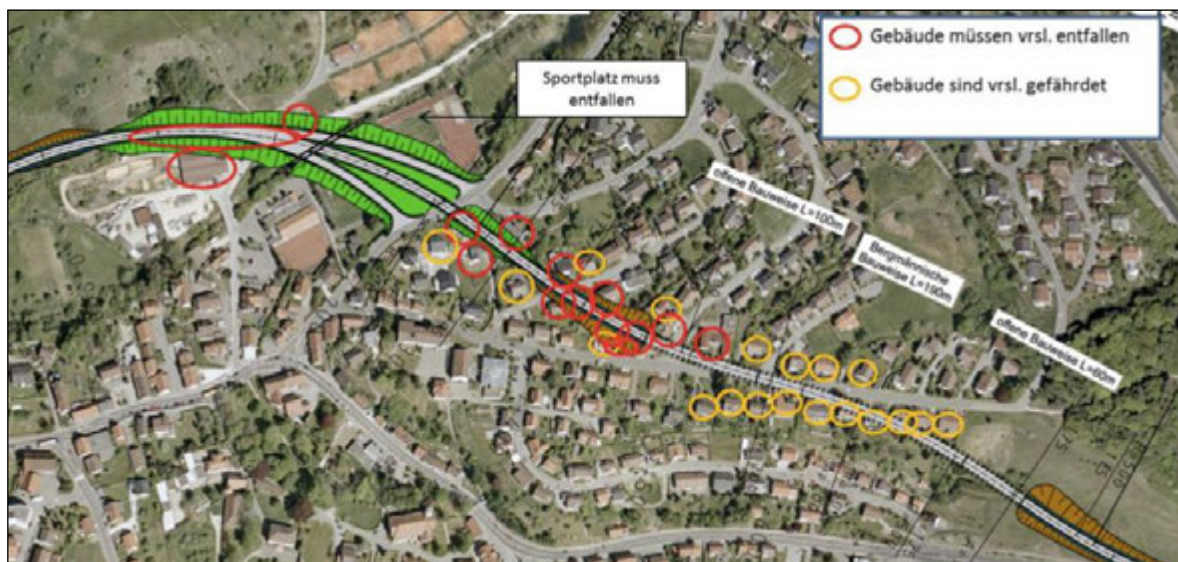 Gebäude müssen vrsl. entfallen
Gebäude sind vrsl. gefährdet
Sportplatz muss
entfallen
offene Bauweise L=100m
Bergmännische
Bauweise L=190m
offene Bauweise L=60m